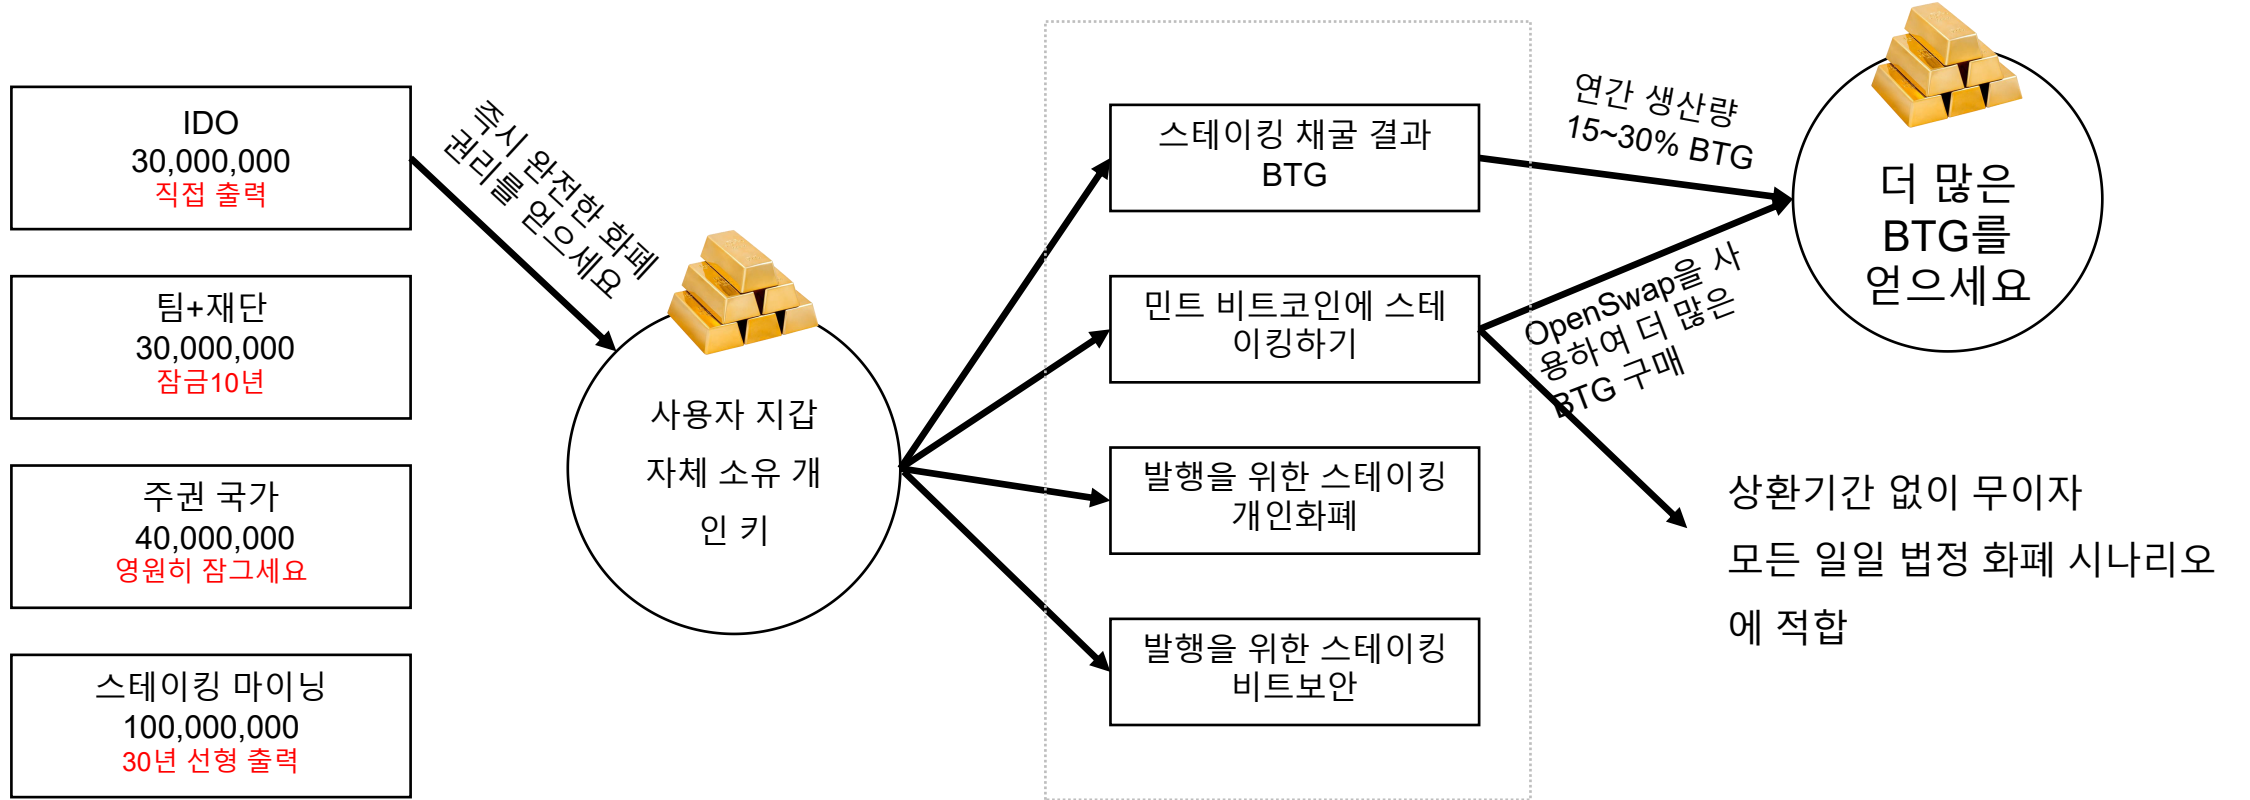 IDO
30,000,000
직접 출력
팀+재단
30,000,000
잠금10년
주권 국가
40,000,000
영원히 잠그세요
스테이킹 마이닝
100,000,000
30년 선형 출력
즉시 완전한 화폐
권리를 얻으세요
사용자 지갑
자체 소유 개
인 키
스테이킹 채굴 결과
BTG
민트 비트코인에 스테
이킹하기
발행을 위한 스테이킹
개인화폐
발행을 위한 스테이킹
비트보안
연간 생산량
15~30% BTG
OpenSwap을 사
용하여 더 많은
BTG 구매
더 많은
BTG를
얻으세요
상환기간 없이 무이자
모든 일일 법정 화폐 시나리오
에 적합